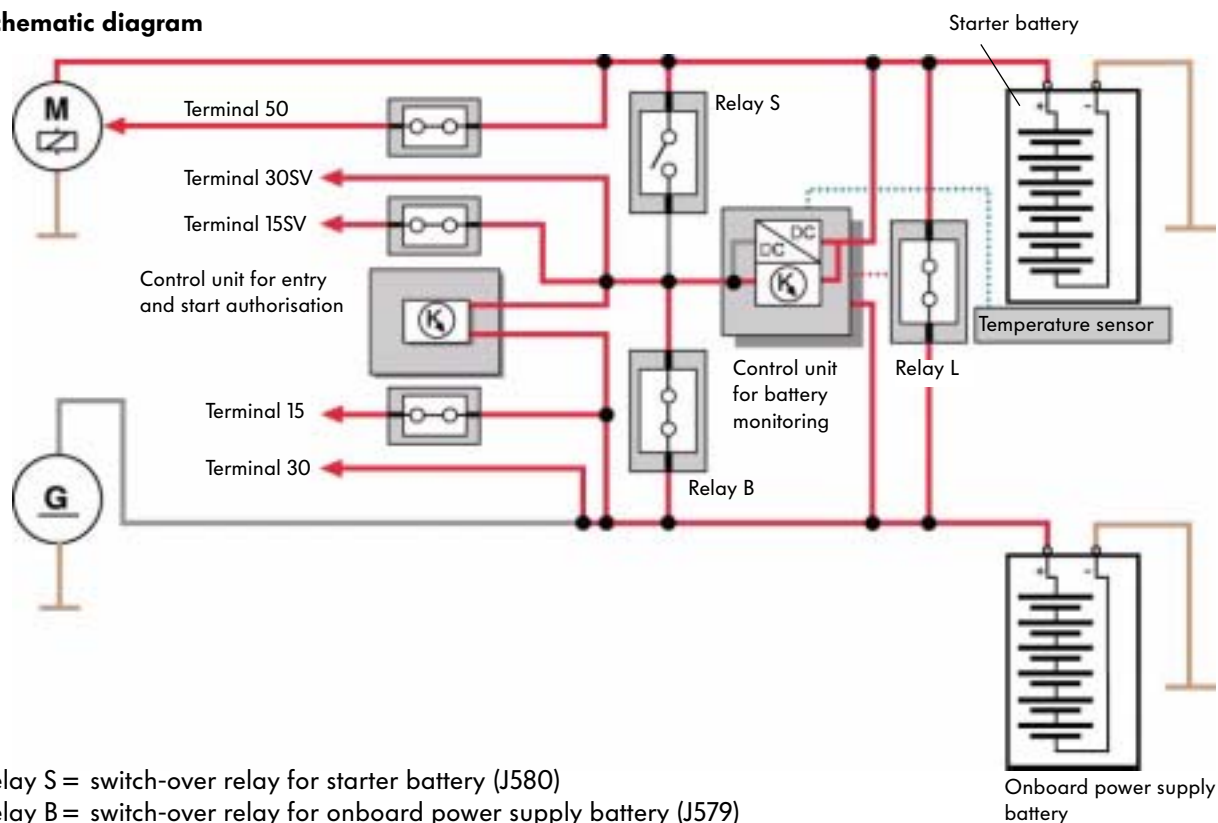 chematic diagram
Starter battery
M
Terminal 50
Relay S
Terminal 30SV
Terminal 15SV
DC
DC
Control unit for entry
and start authorisation
K
K
Temperature sensor
Control unit
for battery
monitoring
Relay L
Terminal 15
Terminal 30
Relay B
G
+ -
+ -
elay S = switch-over relay for starter battery (J580)
elay B = switch-over relay for onboard power supply battery (J579)
Onboard power supply
battery